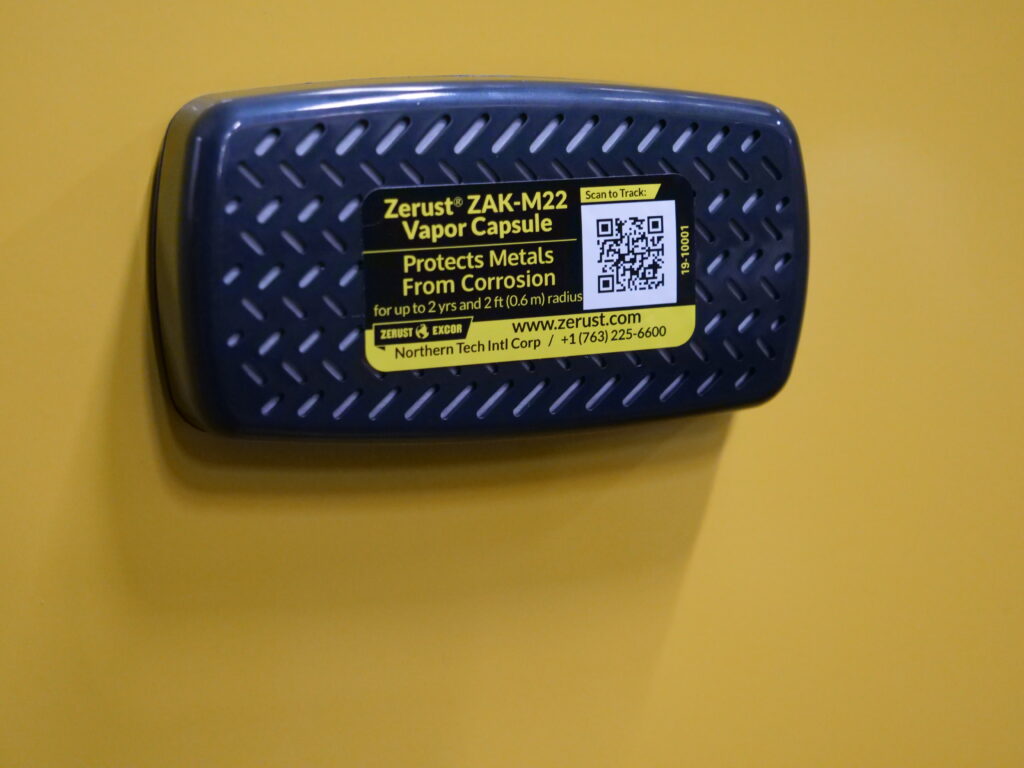 Zerust® ZAK-M22
Vapor Capsule
Protects Metals
From Corrosion
for up to 2 yrs and 2 ft (0.6 m) radius
Scan to Track:
19-10001
ZERUST EXCOR
www.zerust.com
Northern Tech Intl Corp / +1 (763) 225-6600